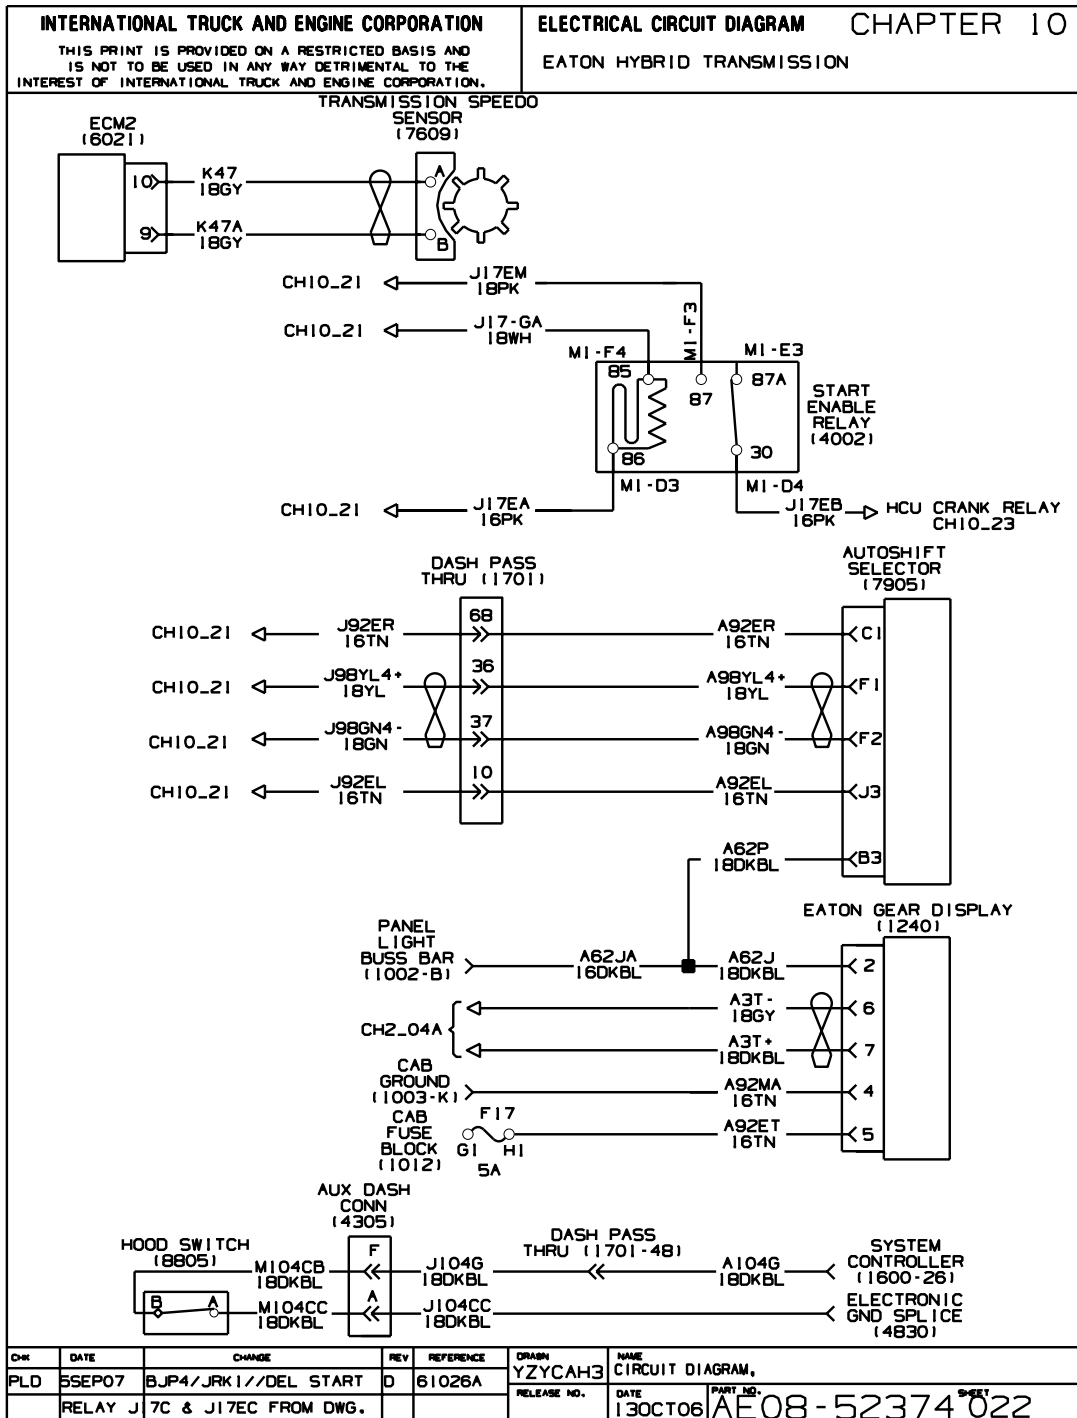 INTERNATIONAL TRUCK AND ENGINE CORPORATION
THIS PRINT IS PROVIDED ON A RESTRICTED BASIS AND
IS NOT TO BE USED IN ANY WAY DETRIMENTAL TO THE
INTEREST OF INTERNATIONAL TRUCK AND ENGINE CORPORATION.
ELECTRICAL CIRCUIT DIAGRAM
CHAPTER 10
EATON HYBRID TRANSMISSION
TRANSMISSION SPEEDO
SENSOR
(7609)
ECM2
(6021)
10
K47
18GY
A
9
K47A
18GY
B
CH10_21
J17EM
18PK
CH10_21
J17-GA
18WH
M1-F3
M1-F4
M1-E3
85
87
87A
86
30
START
ENABLE
RELAY
(4002)
M1-D3
M1-D4
CH10_21
J17EA
16PK
J17EB
16PK
HCU CRANK RELAY
CH10_23
DASH PASS
THRU (1701)
AUTOSHIFT
SELECTOR
(7905)
CH10_21
J92ER
16TN
68
A92ER
16TN
C1
CH10_21
J98YL4+
18YL
36
A98YL4+
18YL
F1
CH10_21
J98GN4-
18GN
37
A98GN4-
18GN
F2
CH10_21
J92EL
16TN
10
A92EL
16TN
J3
A62P
18DKBL
B3
EATON GEAR DISPLAY
(1240)
PANEL
LIGHT
BUSS BAR
(1002-B)
A62JA
16DKBL
A62J
18DKBL
2
CH2_04A
A3T-
18GY
6
A3T+
18DKBL
7
CAB
GROUND
(1003-K)
A92MA
16TN
4
CAB
FUSE
BLOCK
(1012)
F17
G1
H1
5A
A92ET
16TN
5
AUX DASH
CONN
(4305)
HOOD SWITCH
(8805)
B
A
M104CB
18DKBL
F
J104G
18DKBL
DASH PASS
THRU (1701-48)
A104G
18DKBL
SYSTEM
CONTROLLER
(1600-26)
M104CC
18DKBL
A
J104CC
18DKBL
ELECTRONIC
GND SPLICE
(4830)
CHK
DATE
CHANGE
REV
REFERENCE
PLD
5SEP07
BJP4/JRK1//DEL START
D
61026A
RELAY J17C & J17EC FROM DWG.
DRAWN
YZYCAH3
NAME
CIRCUIT DIAGRAM,
RELEASE NO.
DATE
13OCT06
PART NO.
AE08-52374
SHEET
022